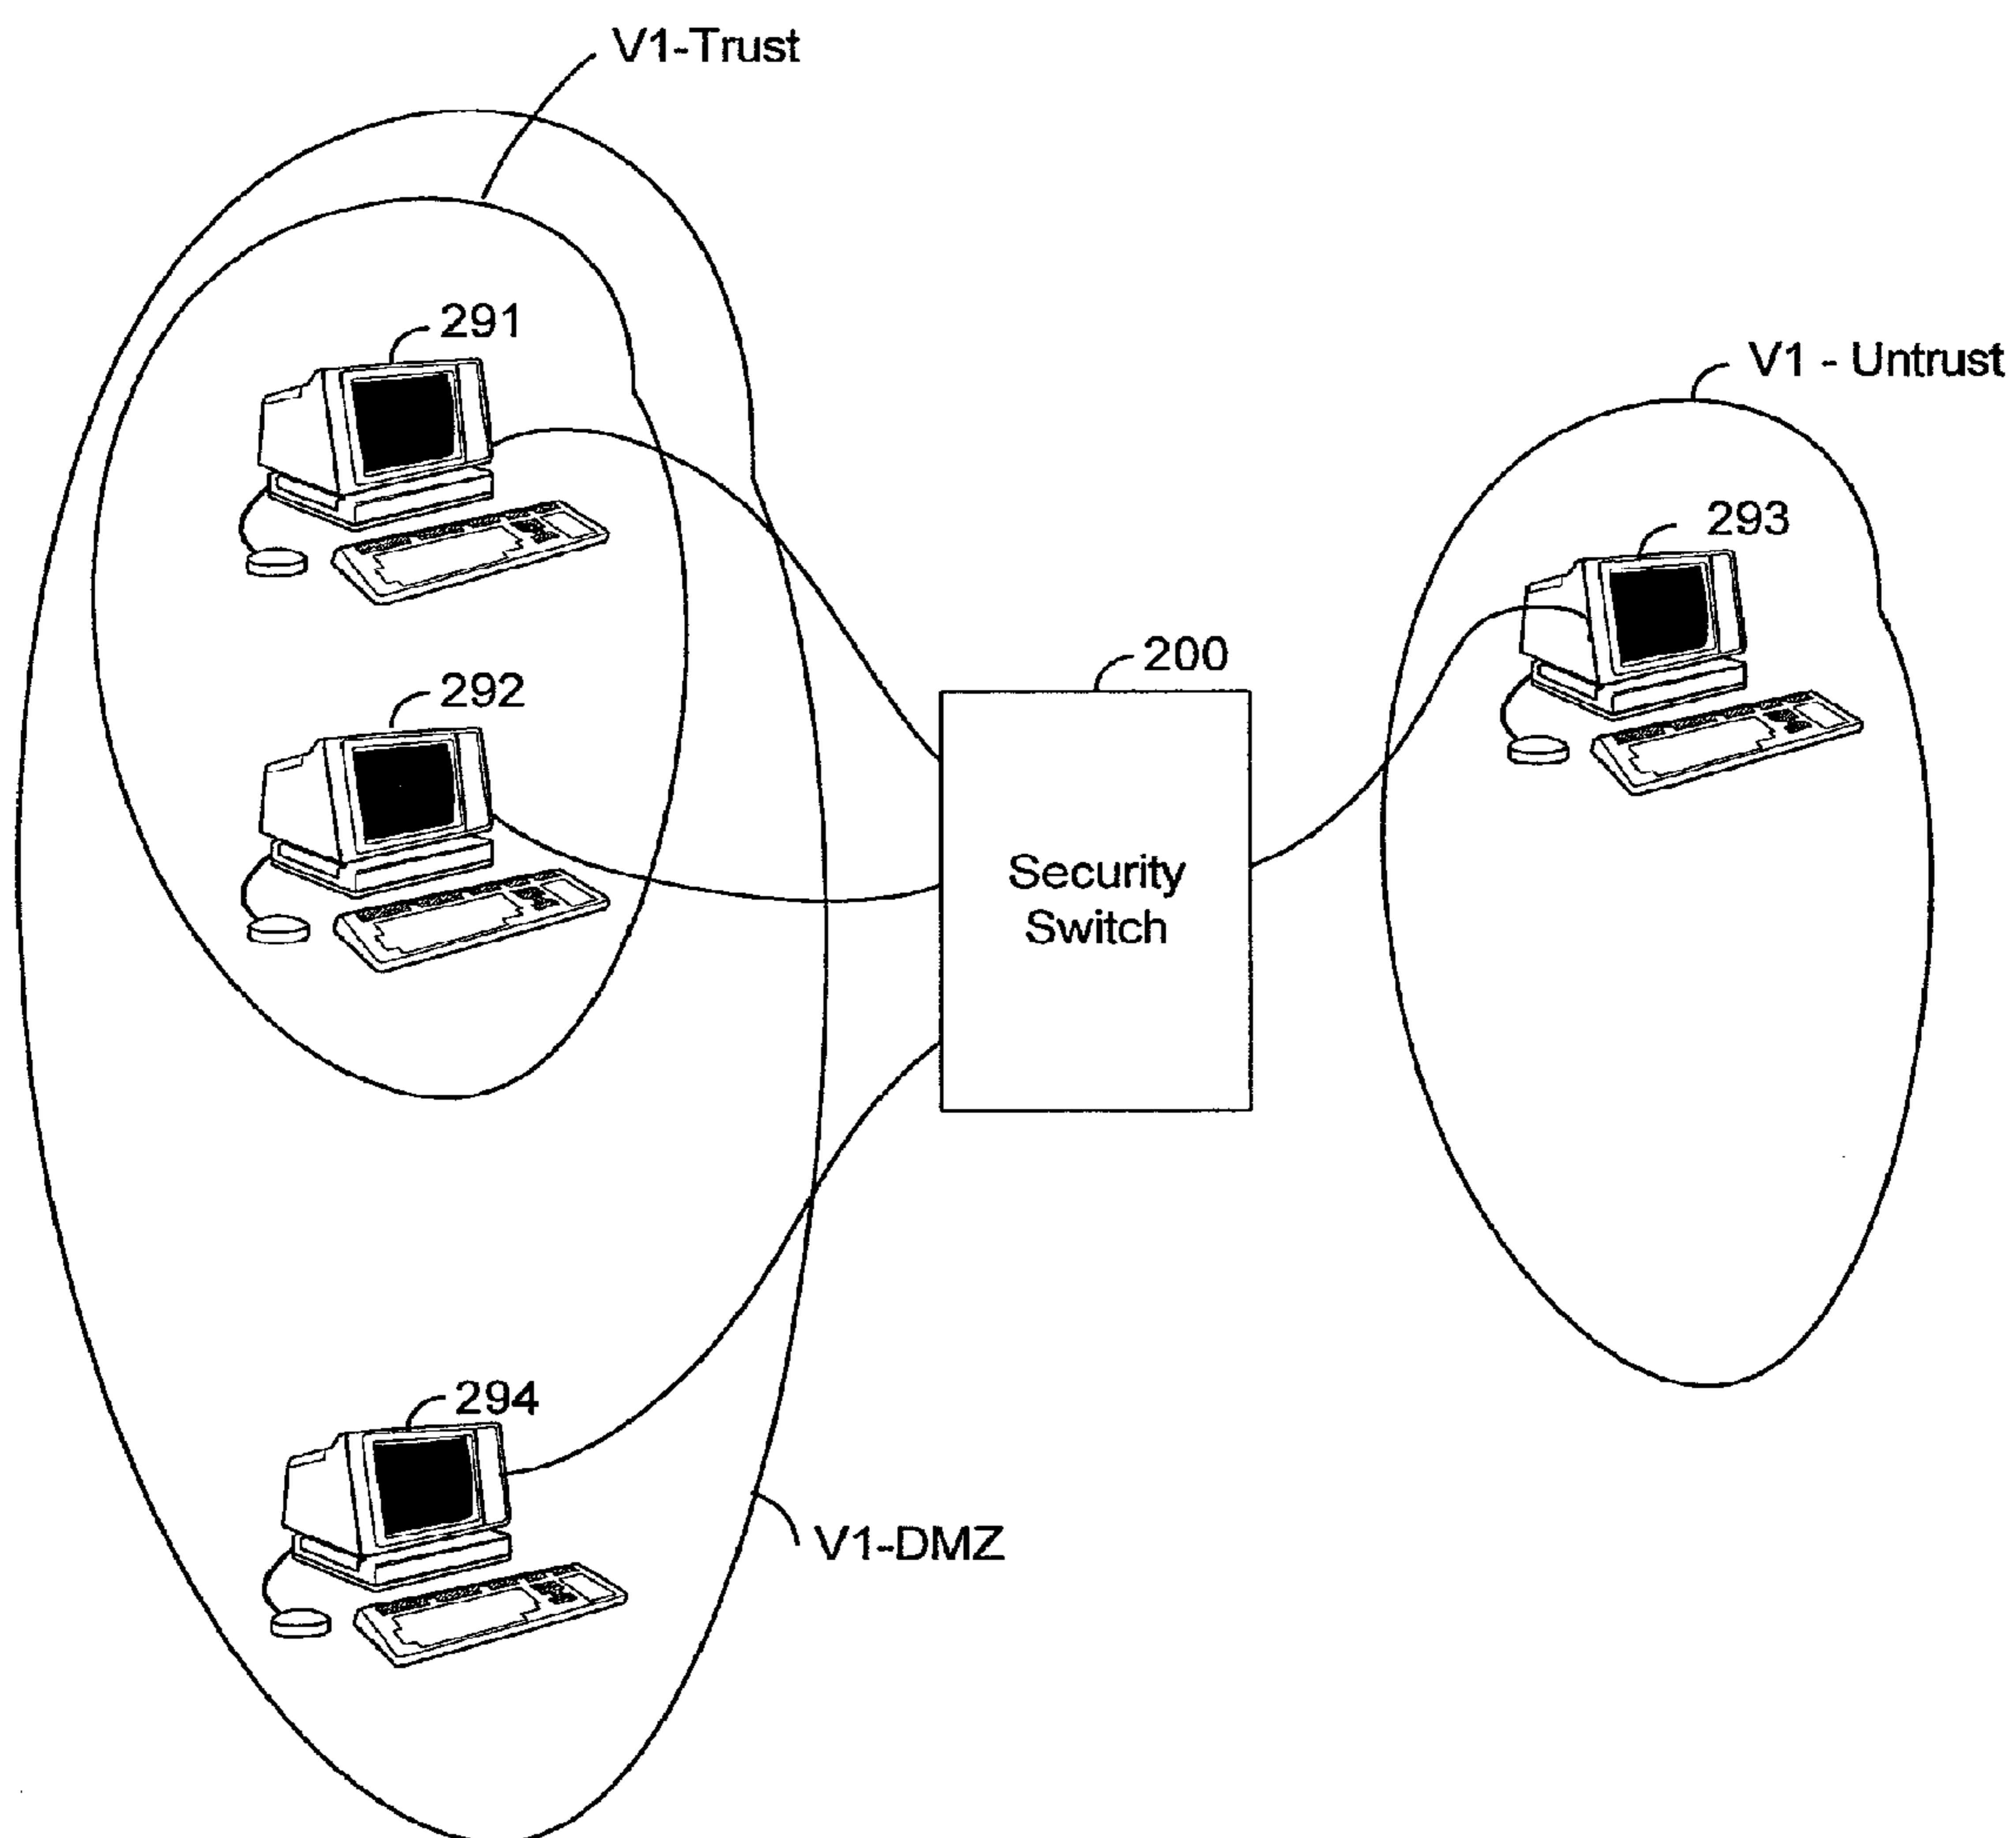 V1-Trust
291
V1 - Untrust
293
200
292
Security
Switch
294
V1-DMZ